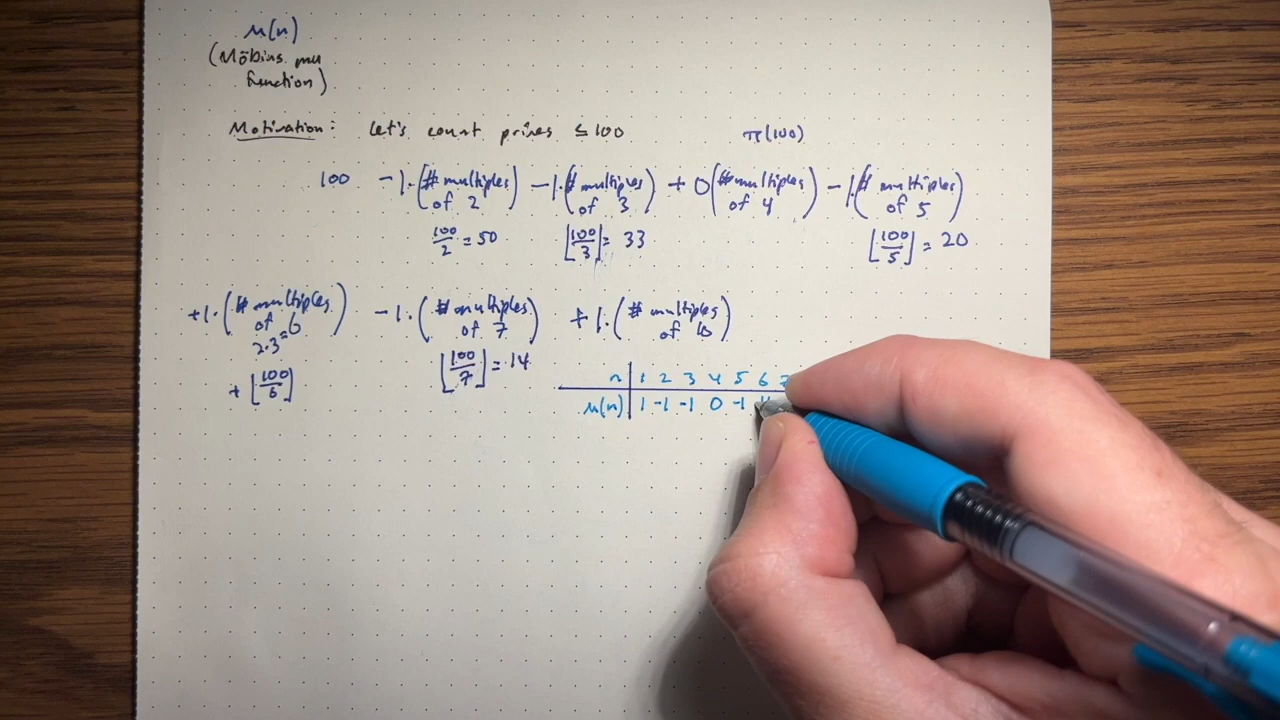 μ(n)
(Möbius mu
function)
Motivation: Let's count primes ≤ 100 π(100)
100 -1·(# multiples of 2) -1·(# multiples of 3) + 0(# multiples of 4) -1·(# multiples of 5)
100/2 = 50 ⌊100/3⌋ = 33 ⌊100/5⌋ = 20
+1·(# multiples of 6) -1·(# multiples of 7) +1·(# multiples of 10)
2·3=
+ ⌊100/6⌋ ⌊100/7⌋ = 14
n 1 2 3 4 5 6 7
μ(n) 1 -1 -1 0 -1